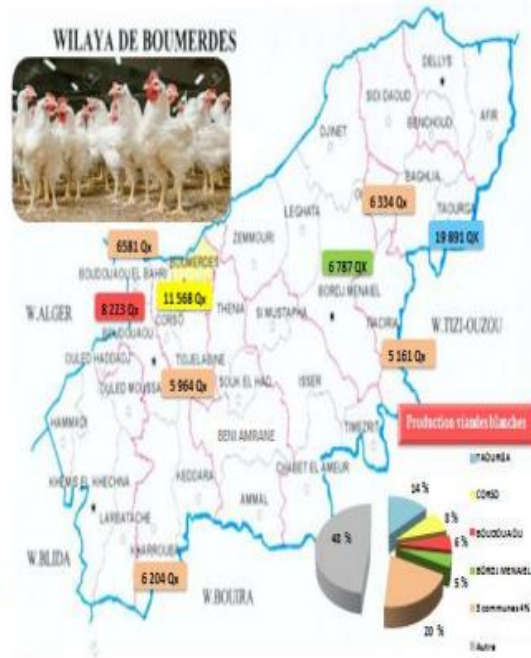 WILAYA DE BOUMERDES
DELLYS
SIDI DAOUD
BENCHOUD
AFIR
DJINET
BAGHLIA
6 334 Qx
TAOURGA
LEGHATA
19 891 QX
ZEMMOURI
6581 Qx
BOUDOUAOU EL BAHRI
BOUMERDES
6 787 QX
BORDJ MENAIEL
11 568 Qx
W.ALGER
8 223 Qx
CORSO
THENIA
SI MUSTAPHA
W.TIZI-OUZOU
BOUDOUAOU
NACIRIA
OULED HADDADJ
TIDJELABINE
5 161 Qx
OULED MOUSSA
5 964 Qx
SOUK EL HAD
ISSER
HAMMADI
BENI AMRANE
TIMEZRIT
Production viandes blanches
KHEMIS EL KHECHNA
KEDDARA
CHABET EL AMEUR
LARBATACHE
AMMAL
W.BLIDA
KHARROUBA
6 204 Qx
W.BOUIRA
14 %
8 %
6 %
5 %
20 %
TAOURGA
CORSO
BOUDOUAOU
BORDJ MENAIEL
5 communes 4%
Autre